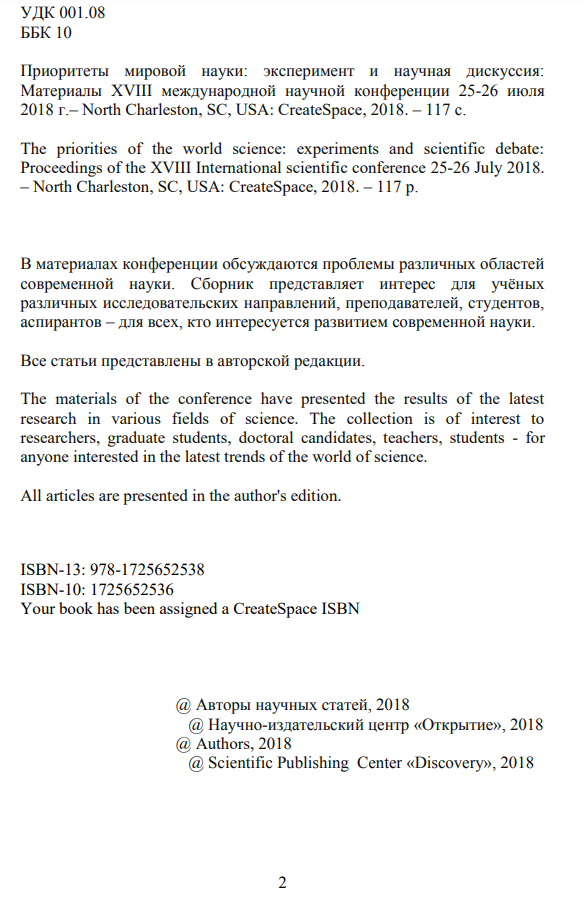 УДК 001.08
ББК 10
Приоритеты мировой науки: эксперимент и научная дискуссия:
Материалы XVIII международной научной конференции 25-26 июля
2018 г.– North Charleston, SC, USA: CreateSpace, 2018. – 117 с.
The priorities of the world science: experiments and scientific debate:
Proceedings of the XVIII International scientific conference 25-26 July 2018.
– North Charleston, SC, USA: CreateSpace, 2018. – 117 p.
В материалах конференции обсуждаются проблемы различных областей
современной науки. Сборник представляет интерес для учёных
различных исследовательских направлений, преподавателей, студентов,
аспирантов – для всех, кто интересуется развитием современной науки.
Все статьи представлены в авторской редакции.
The materials of the conference have presented the results of the latest
research in various fields of science. The collection is of interest to
researchers, graduate students, doctoral candidates, teachers, students - for
anyone interested in the latest trends of the world of science.
All articles are presented in the author's edition.
ISBN-13: 978-1725652538
ISBN-10: 1725652536
Your book has been assigned a CreateSpace ISBN
@ Авторы научных статей, 2018
@ Научно-издательский центр «Открытие», 2018
@ Authors, 2018
@ Scientific Publishing Center «Discovery», 2018
2